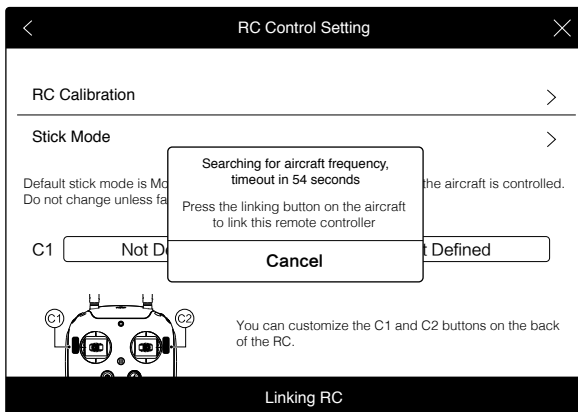 RC Control Setting
RC Calibration
Stick Mode
Searching for aircraft frequency,
timeout in 54 seconds
Default stick mode is the aircraft is controlled.
Do not change unless
Press the linking button on the aircraft
to link this remote controller
C1 Not Defined
Cancel
C1 C2
You can customize the C1 and C2 buttons on the back
of the RC.
Linking RC